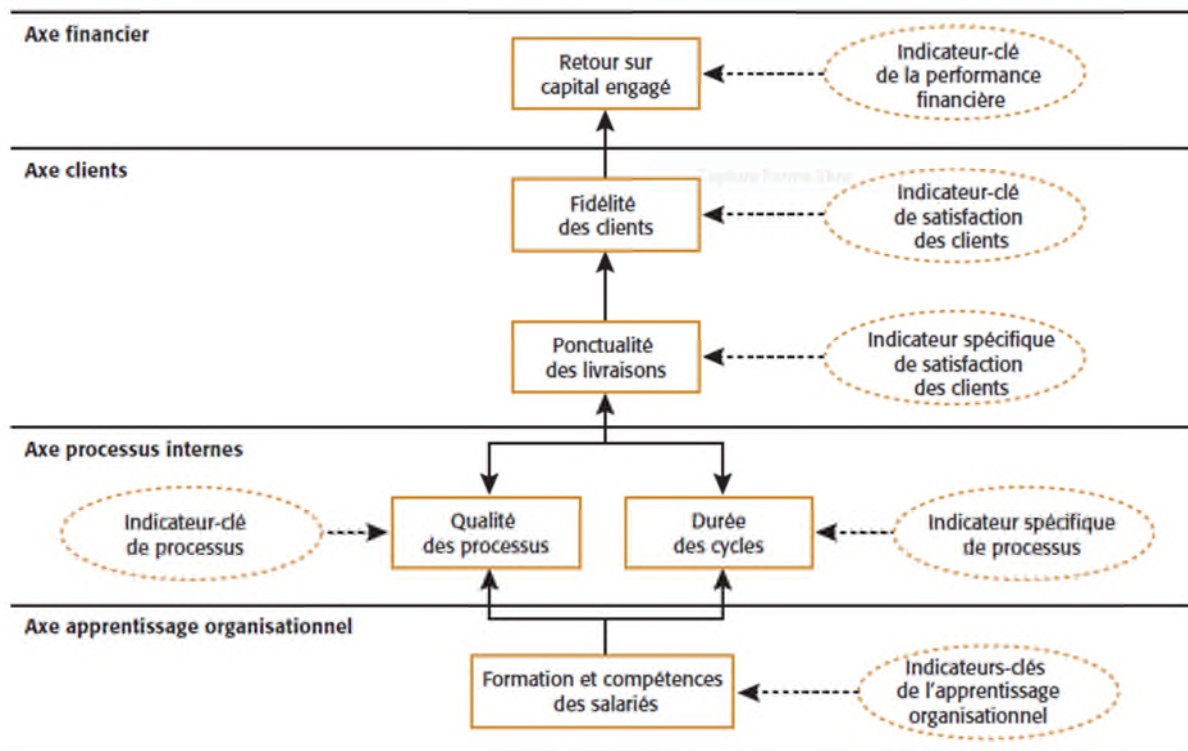 Axe financier
Retour sur
capital engagé
Indicateur-clé
de la performance
financière
Axe clients
Capture Forme libre
Fidélité
des clients
Indicateur-clé
de satisfaction
des clients
Ponctualité
des livraisons
Indicateur spécifique
de satisfaction
des clients
Axe processus internes
Indicateur-clé
de processus
Qualité
des processus
Durée
des cycles
Indicateur spécifique
de processus
Axe apprentissage organisationnel
Formation et compétences
des salariés
Indicateurs-clés
de l'apprentissage
organisationnel